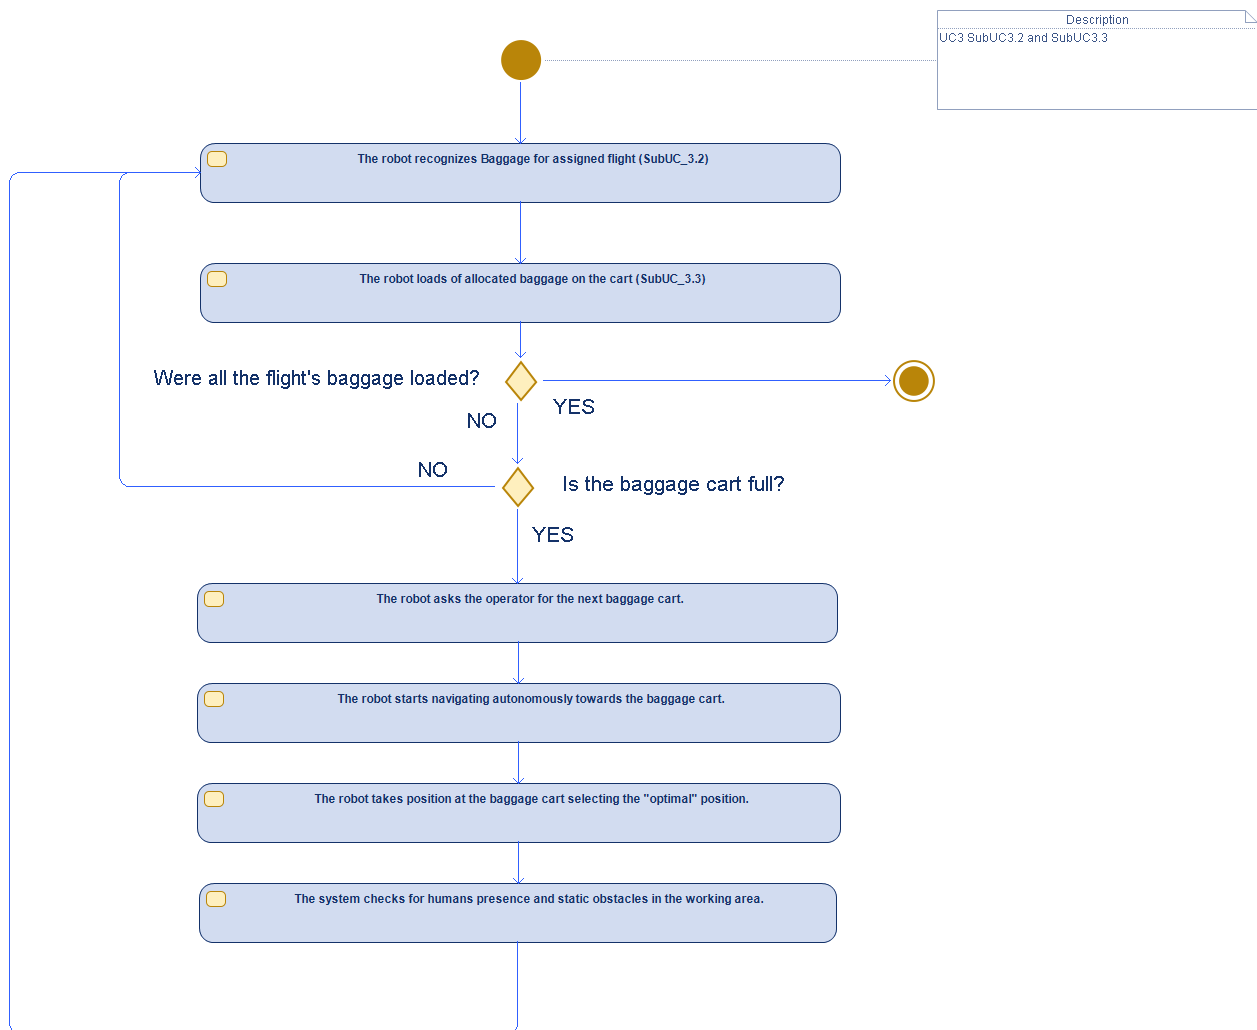 Description
UC3 SubUC3.2 and SubUC3.3
The robot recognizes Baggage for assigned flight (SubUC_3.2)
The robot loads of allocated baggage on the cart (SubUC_3.3)
Were all the flight's baggage loaded?
YES
NO
NO
Is the baggage cart full?
YES
The robot asks the operator for the next baggage cart.
The robot starts navigating autonomously towards the baggage cart.
The robot takes position at the baggage cart selecting the "optimal" position.
The system checks for humans presence and static obstacles in the working area.